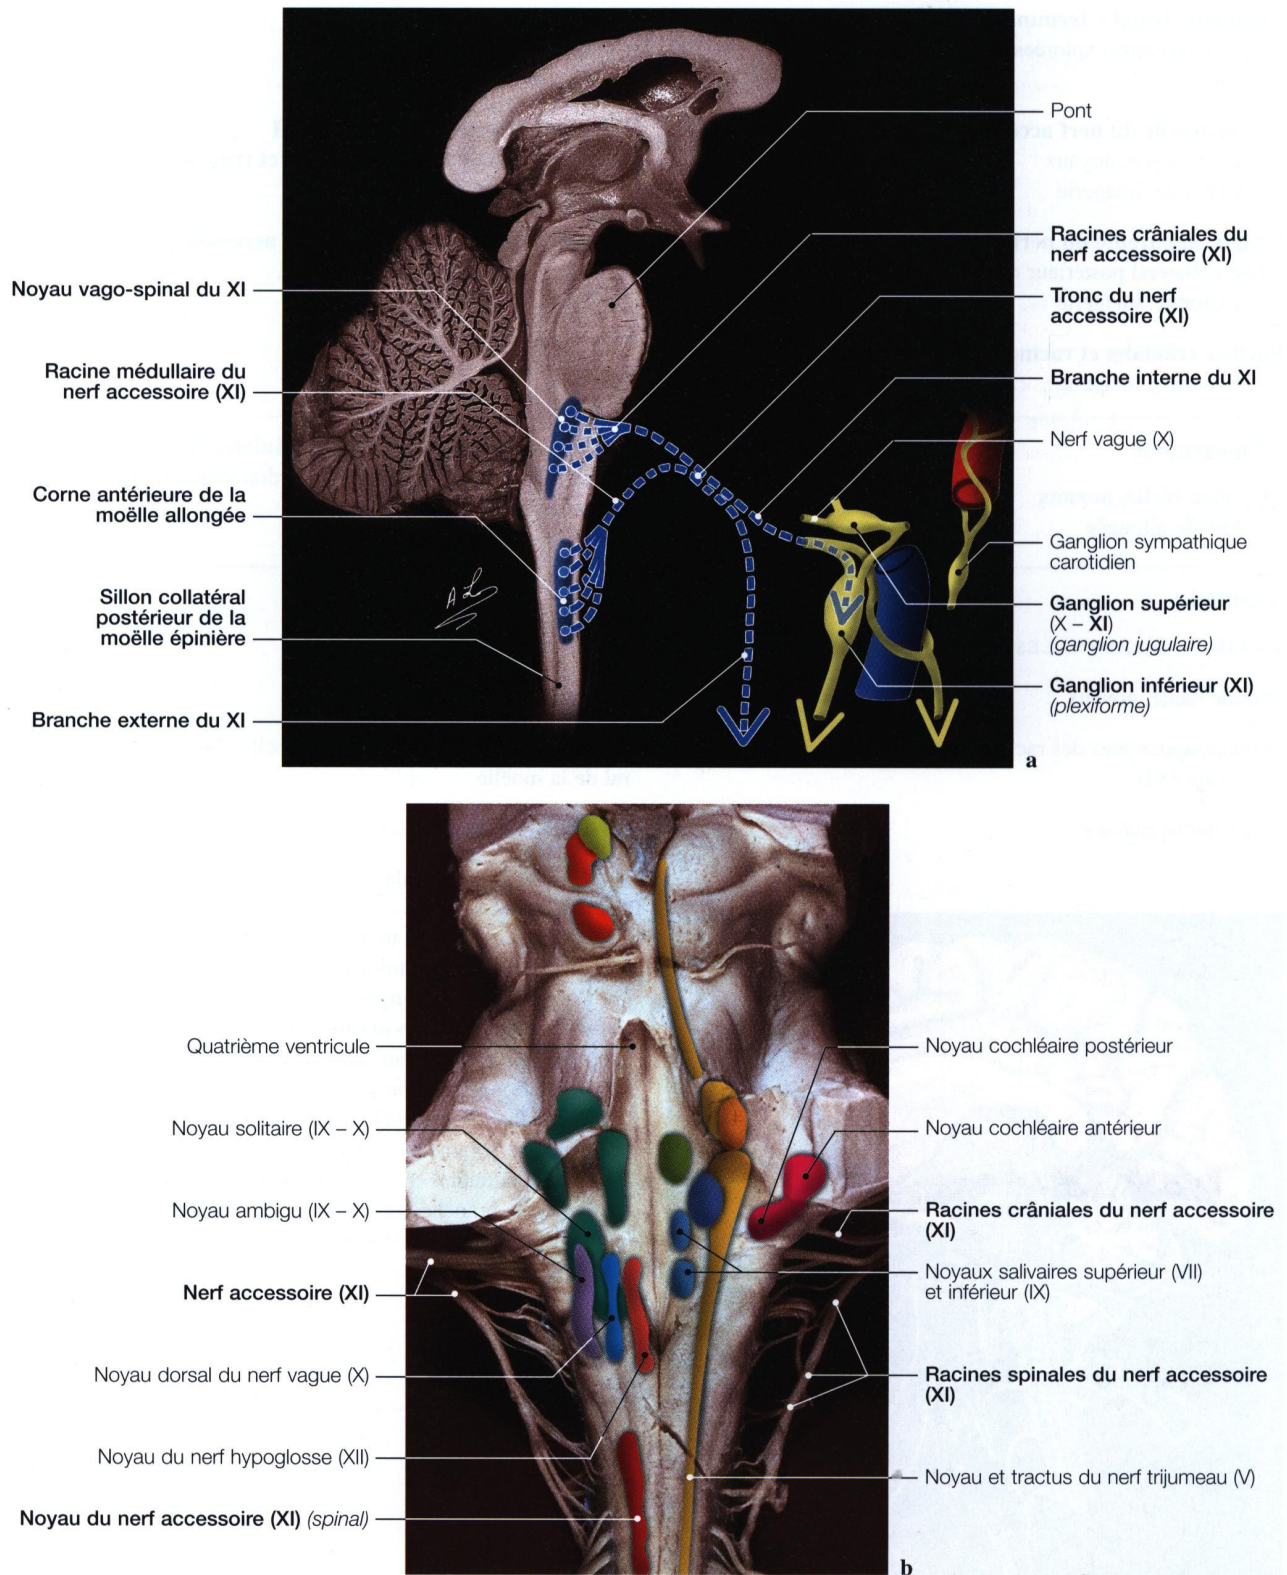 Pont
Racines crâniales du
nerf accessoire (XI)
Noyau vago-spinal du XI
Tronc du nerf
accessoire (XI)
Racine médullaire du
nerf accessoire (XI)
Branche interne du XI
Nerf vague (X)
Corne antérieure de la
moëlle allongée
Ganglion sympathique
carotidien
Sillon collatéral
postérieur de la
moëlle épinière
Ganglion supérieur
(X – XI)
(ganglion jugulaire)
Ganglion inférieur (XI)
(plexiforme)
Branche externe du XI
a
Quatrième ventricule
Noyau cochléaire postérieur
Noyau solitaire (IX – X)
Noyau cochléaire antérieur
Noyau ambigu (IX – X)
Racines crâniales du nerf accessoire
(XI)
Nerf accessoire (XI)
Noyaux salivaires supérieur (VII)
et inférieur (IX)
Noyau dorsal du nerf vague (X)
Racines spinales du nerf accessoire
(XI)
Noyau du nerf hypoglosse (XII)
Noyau et tractus du nerf trijumeau (V)
Noyau du nerf accessoire (XI) (spinal)
b